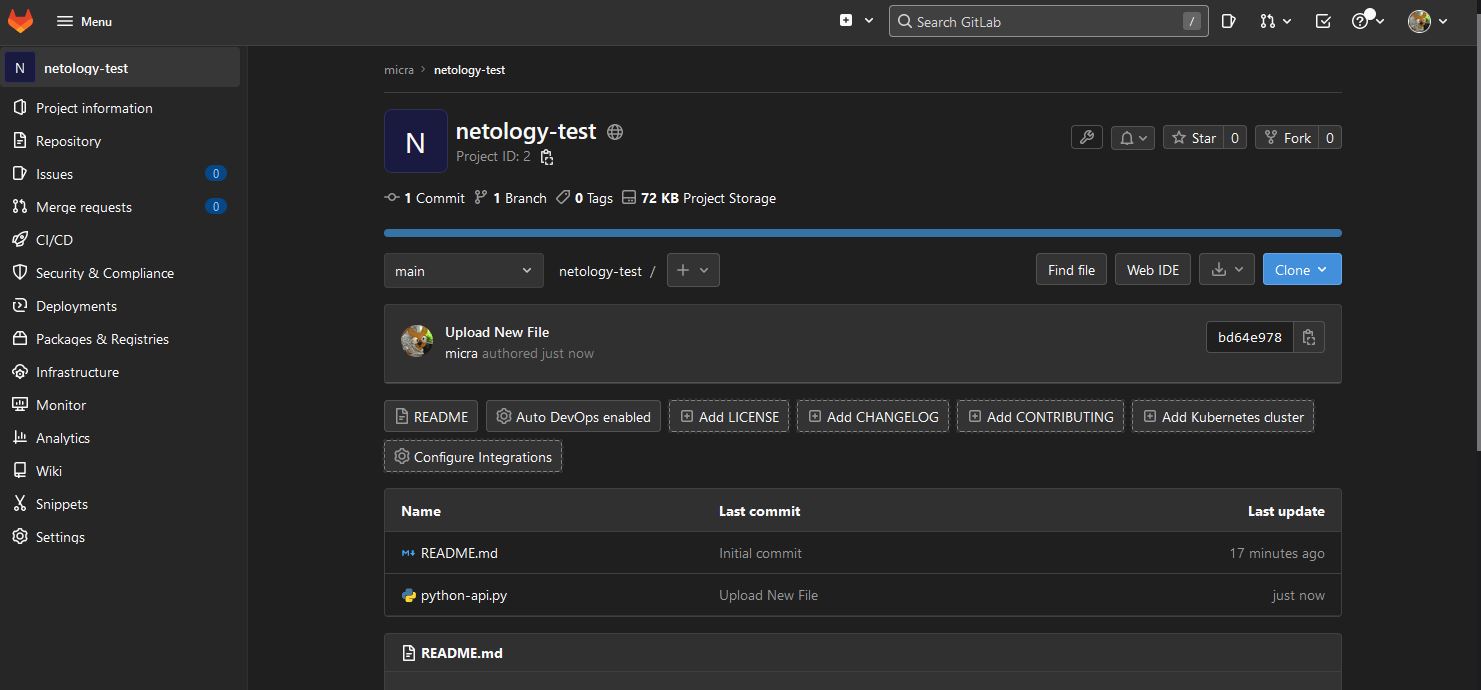 Menu
Search GitLab /
N netology-test
Project information
Repository
Issues 0
Merge requests 0
CI/CD
Security & Compliance
Deployments
Packages & Registries
Infrastructure
Monitor
Analytics
Wiki
Snippets
Settings
micra › netology-test
N
netology-test
Project ID: 2
Star 0 Fork 0
1 Commit 1 Branch 0 Tags 72 KB Project Storage
main netology-test / Find file Web IDE Clone
Upload New File
micra authored just now
bd64e978
README Auto DevOps enabled Add LICENSE Add CHANGELOG Add CONTRIBUTING Add Kubernetes cluster
Configure Integrations
Name Last commit Last update
README.md Initial commit 17 minutes ago
python-api.py Upload New File just now
README.md